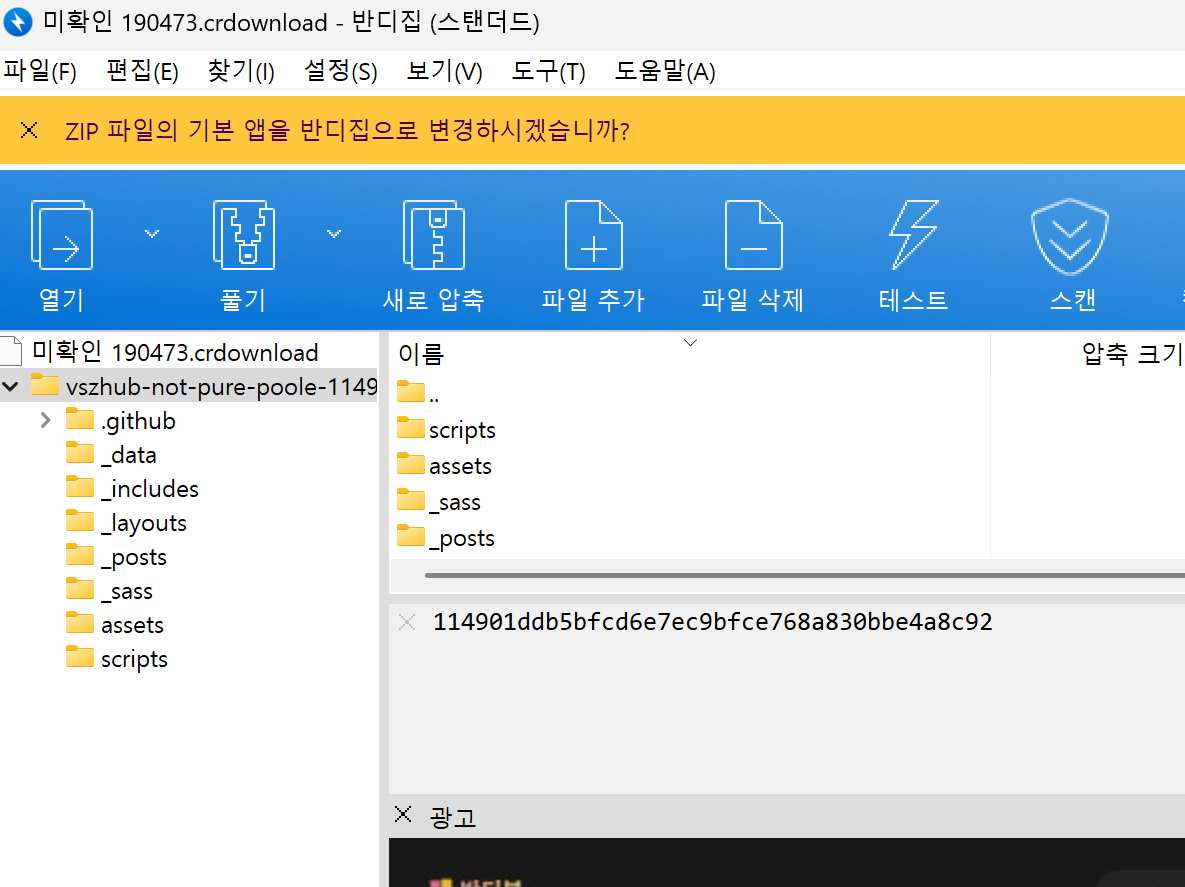 미확인 190473.crdownload - 반디집 (스탠더드)
파일(F) 편집(E) 찾기(I) 설정(S) 보기(V) 도구(T) 도움말(A)
ZIP 파일의 기본 앱을 반디집으로 변경하시겠습니까?
열기 풀기 새로 압축 파일 추가 파일 삭제 테스트 스캔
미확인 190473.crdownload
vszhub-not-pure-poole-1149
.github
_data
_includes
_layouts
_posts
_sass
assets
scripts
이름 압축 크기
..
scripts
assets
_sass
_posts
114901ddb5bfcd6e7ec9bfce768a830bbe4a8c92
광고